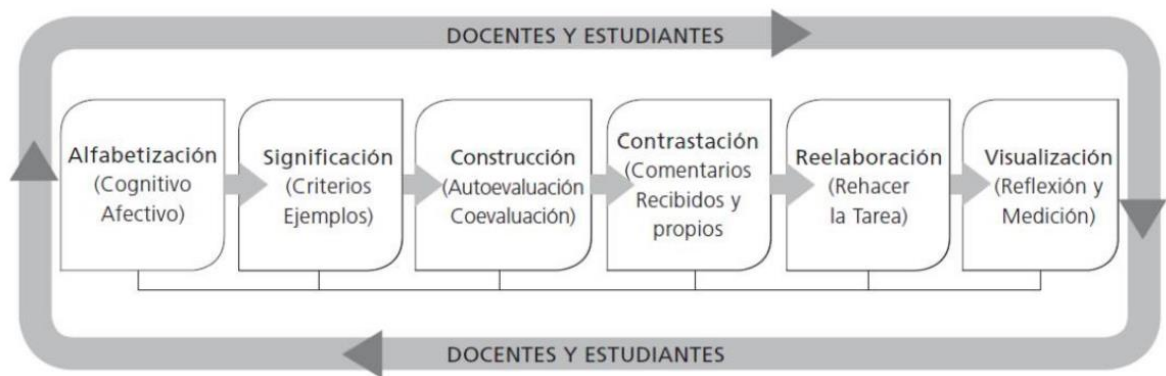 DOCENTES Y ESTUDIANTES
Alfabetización
(Cognitivo
Afectivo)
Significación
(Criterios
Ejemplos)
Construcción
(Autoevaluación
Coevaluación)
Contrastación
(Comentarios
Recibidos y
propios
Reelaboración
(Rehacer
la Tarea)
Visualización
(Reflexión y
Medición)
DOCENTES Y ESTUDIANTES